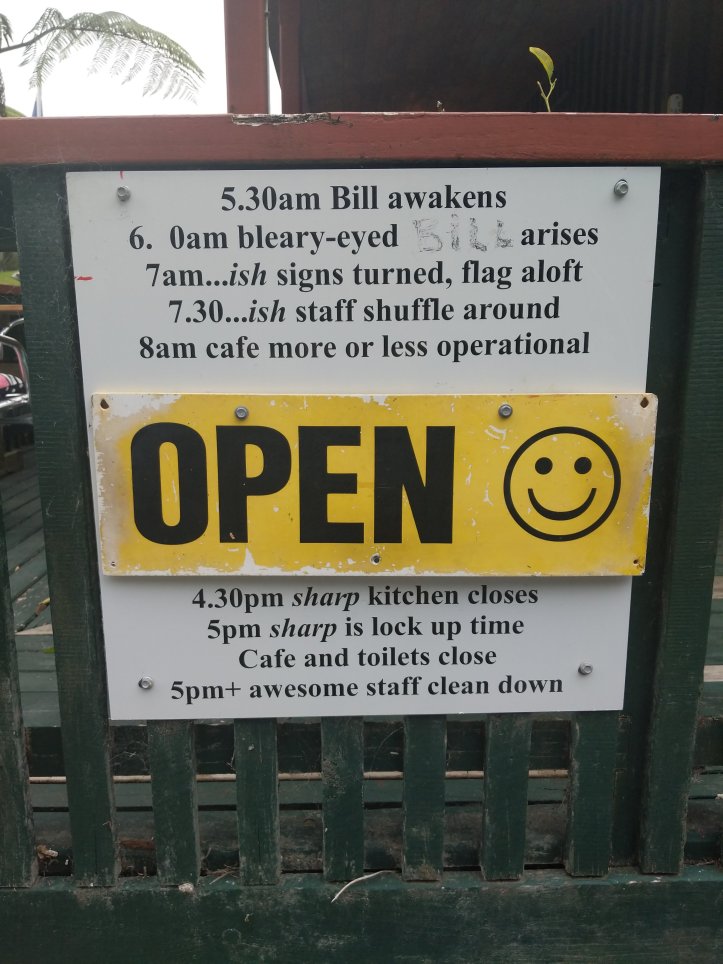 5.30am Bill awakens
6. 0am bleary-eyed BiLL arises
7am...ish signs turned, flag aloft
7.30...ish staff shuffle around
8am cafe more or less operational
OPEN
4.30pm sharp kitchen closes
5pm sharp is lock up time
Cafe and toilets close
5pm+ awesome staff clean down